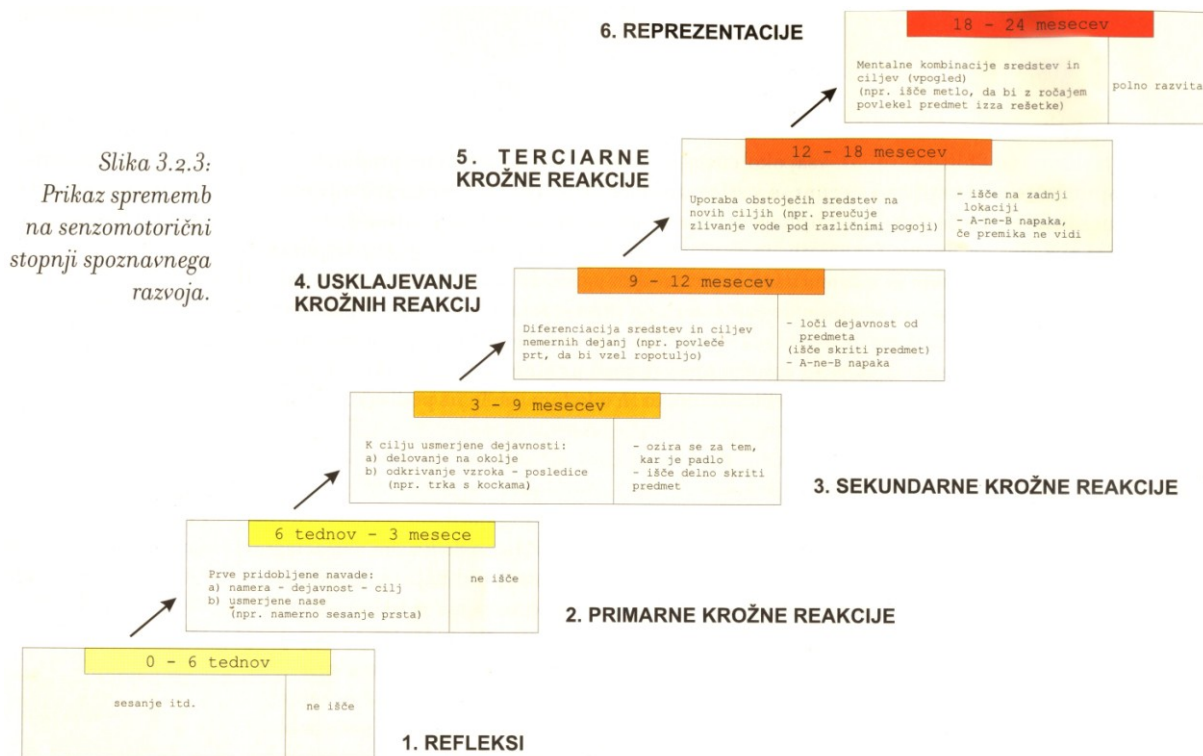 6. REPREZENTACIJE
18 - 24 mesecev
Mentalne kombinacije sredstev in
ciljev (vpogled)
(npr. išče metlo, da bi z ročajem
povlekel predmet izza rešetke)
polno razvita
Slika 3.2.3:
Prikaz sprememb
na senzomotorični
stopnji spoznavnega
razvoja.
5. TERCIARNE
KROŽNE REAKCIJE
12 - 18 mesecev
Uporaba obstoječih sredstev na
novih ciljih (npr. preučuje
zlivanje vode pod različnimi pogoji)
- išče na zadnji
lokaciji
- A-ne-B napaka,
če premika ne vidi
4. USKLAJEVANJE
KROŽNIH REAKCIJ
9 - 12 mesecev
Diferenciacija sredstev in ciljev
nemernih dejanj (npr. povleče
prt, da bi vzel ropotuljo)
- loči dejavnost od
predmeta
(išče skriti predmet)
- A-ne-B napaka
3 - 9 mesecev
K cilju usmerjene dejavnosti:
a) delovanje na okolje
b) odkrivanje vzroka - posledice
(npr. trka s kockama)
- ozira se za tem,
kar je padlo
- išče delno skriti
predmet
3. SEKUNDARNE KROŽNE REAKCIJE
6 tednov - 3 mesece
Prve pridobljene navade:
a) namera - dejavnost - cilj
b) usmerjene nase
(npr. namerno sesanje prsta)
ne išče
2. PRIMARNE KROŽNE REAKCIJE
0 - 6 tednov
sesanje itd.
ne išče
1. REFLEKSI